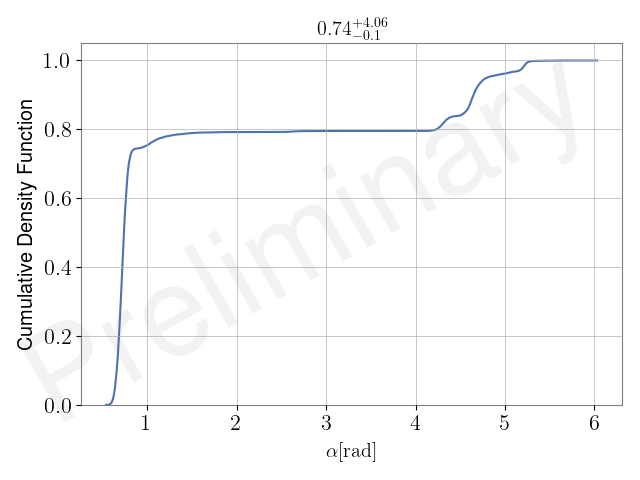 0.74^{+4.06}_{-0.1}
Cumulative Density Function
1.0
0.8
0.6
0.4
0.2
0.0
1 2 3 4 5 6
α[rad]
Preliminary